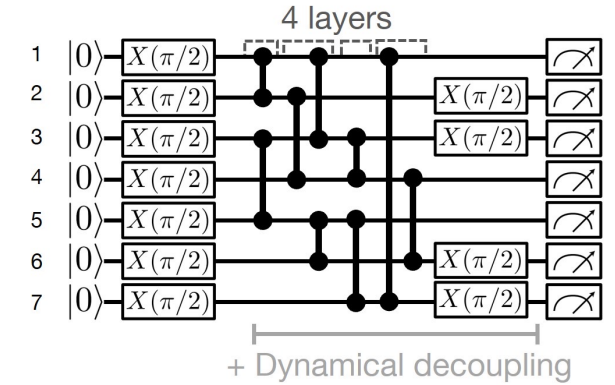 4 layers
1 |0⟩ X(π/2)
2 |0⟩ X(π/2) X(π/2)
3 |0⟩ X(π/2) X(π/2)
4 |0⟩ X(π/2)
5 |0⟩ X(π/2)
6 |0⟩ X(π/2) X(π/2)
7 |0⟩ X(π/2) X(π/2)
+ Dynamical decoupling